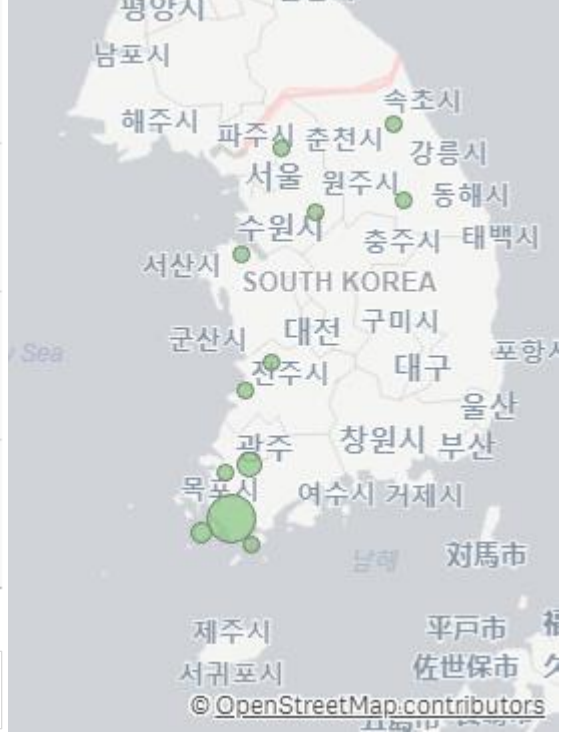 평양시
남포시
해주시
속초시
파주시 춘천시
강릉시
서울 원주시 동해시
수원시 충주시 태백시
서산시
SOUTH KOREA
군산시 대전 구미시
Sea 전주시 대구 포항시
울산
광주 창원시 부산
목포시 여수시 거제시
남해 対馬市
제주시 平戸市
서귀포시 佐世保市
© OpenStreetMap contributors